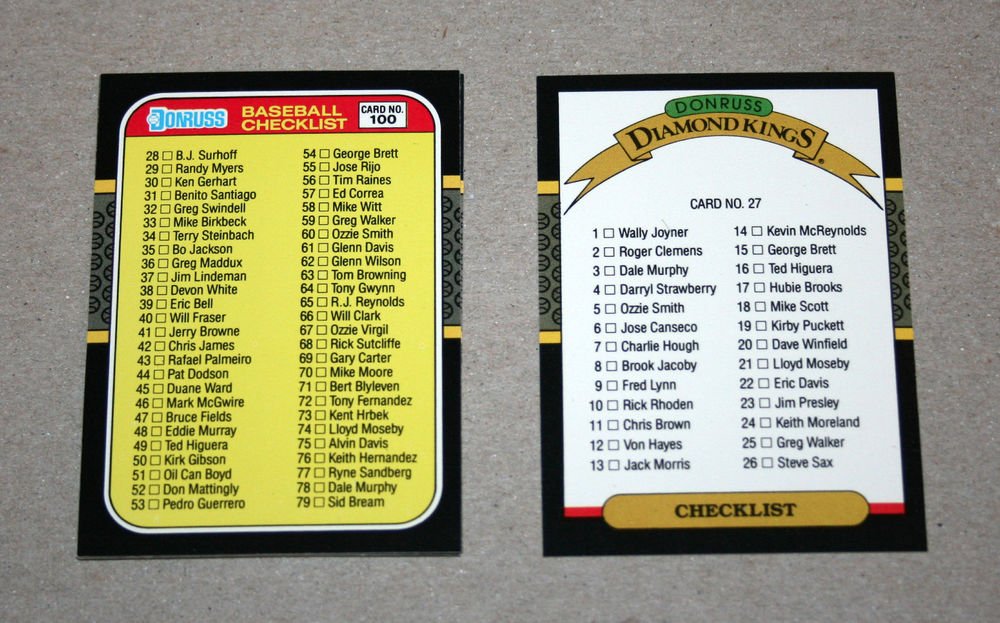 DONRUSS
BASEBALL
CHECKLIST
CARD NO.
100
28 □ B.J. Surhoff
29 □ Randy Myers
30 □ Ken Gerhart
31 □ Benito Santiago
32 □ Greg Swindell
33 □ Mike Birkbeck
34 □ Terry Steinbach
35 □ Bo Jackson
36 □ Greg Maddux
37 □ Jim Lindeman
38 □ Devon White
39 □ Eric Bell
40 □ Will Fraser
41 □ Jerry Browne
42 □ Chris James
43 □ Rafael Palmeiro
44 □ Pat Dodson
45 □ Duane Ward
46 □ Mark McGwire
47 □ Bruce Fields
48 □ Eddie Murray
49 □ Ted Higuera
50 □ Kirk Gibson
51 □ Oil Can Boyd
52 □ Don Mattingly
53 □ Pedro Guerrero
54 □ George Brett
55 □ Jose Rijo
56 □ Tim Raines
57 □ Ed Correa
58 □ Mike Witt
59 □ Greg Walker
60 □ Ozzie Smith
61 □ Glenn Davis
62 □ Glenn Wilson
63 □ Tom Browning
64 □ Tony Gwynn
65 □ R.J. Reynolds
66 □ Will Clark
67 □ Ozzie Virgil
68 □ Rick Sutcliffe
69 □ Gary Carter
70 □ Mike Moore
71 □ Bert Blyleven
72 □ Tony Fernandez
73 □ Kent Hrbek
74 □ Lloyd Moseby
75 □ Alvin Davis
76 □ Keith Hernandez
77 □ Ryne Sandberg
78 □ Dale Murphy
79 □ Sid Bream
DONRUSS
DIAMOND KINGS®
CARD NO. 27
1 □ Wally Joyner
2 □ Roger Clemens
3 □ Dale Murphy
4 □ Darryl Strawberry
5 □ Ozzie Smith
6 □ Jose Canseco
7 □ Charlie Hough
8 □ Brook Jacoby
9 □ Fred Lynn
10 □ Rick Rhoden
11 □ Chris Brown
12 □ Von Hayes
13 □ Jack Morris
14 □ Kevin McReynolds
15 □ George Brett
16 □ Ted Higuera
17 □ Hubie Brooks
18 □ Mike Scott
19 □ Kirby Puckett
20 □ Dave Winfield
21 □ Lloyd Moseby
22 □ Eric Davis
23 □ Jim Presley
24 □ Keith Moreland
25 □ Greg Walker
26 □ Steve Sax
CHECKLIST